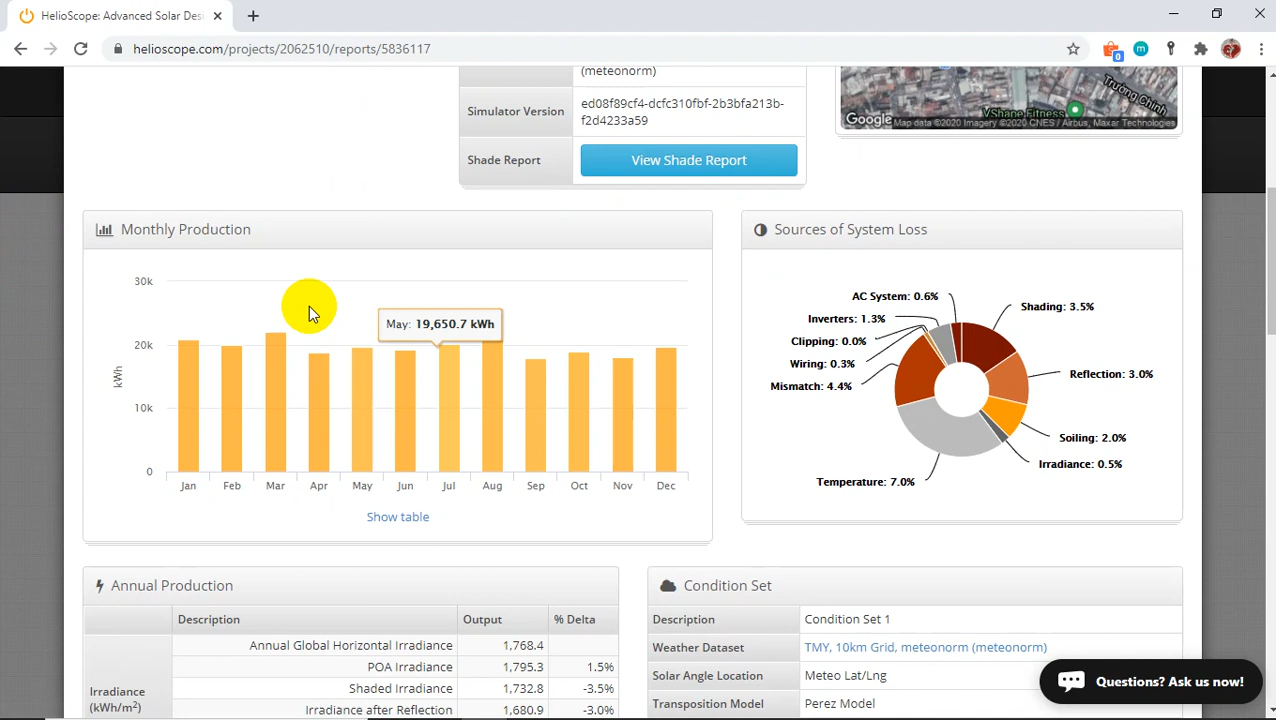 HelioScope: Advanced Solar Des
helioscope.com/projects/2062510/reports/5836117
0
(meteonorm)
Simulator Version
ed08f89cf4-dcfc310fbf-2b3bfa213b-
f2d4233a59
Shade Report
View Shade Report
Trường Chinh
VShape Fitness
Google
Map data ©2020 Imagery ©2020 CNES / Airbus, Maxar Technologies
Monthly Production
kWh
30k
20k
10k
0
May: 19,650.7 kWh
Jan Feb Mar Apr May Jun Jul Aug Sep Oct Nov Dec
Show table
Sources of System Loss
AC System: 0.6%
Shading: 3.5%
Inverters: 1.3%
Clipping: 0.0%
Wiring: 0.3%
Reflection: 3.0%
Mismatch: 4.4%
Soiling: 2.0%
Irradiance: 0.5%
Temperature: 7.0%
Annual Production
Description Output % Delta
Irradiance
(kWh/m²)
Annual Global Horizontal Irradiance 1,768.4
POA Irradiance 1,795.3 1.5%
Shaded Irradiance 1,732.8 -3.5%
Irradiance after Reflection 1,680.9 -3.0%
Condition Set
Description Condition Set 1
Weather Dataset TMY, 10km Grid, meteonorm (meteonorm)
Solar Angle Location Meteo Lat/Lng
Transposition Model Perez Model
Questions? Ask us now!